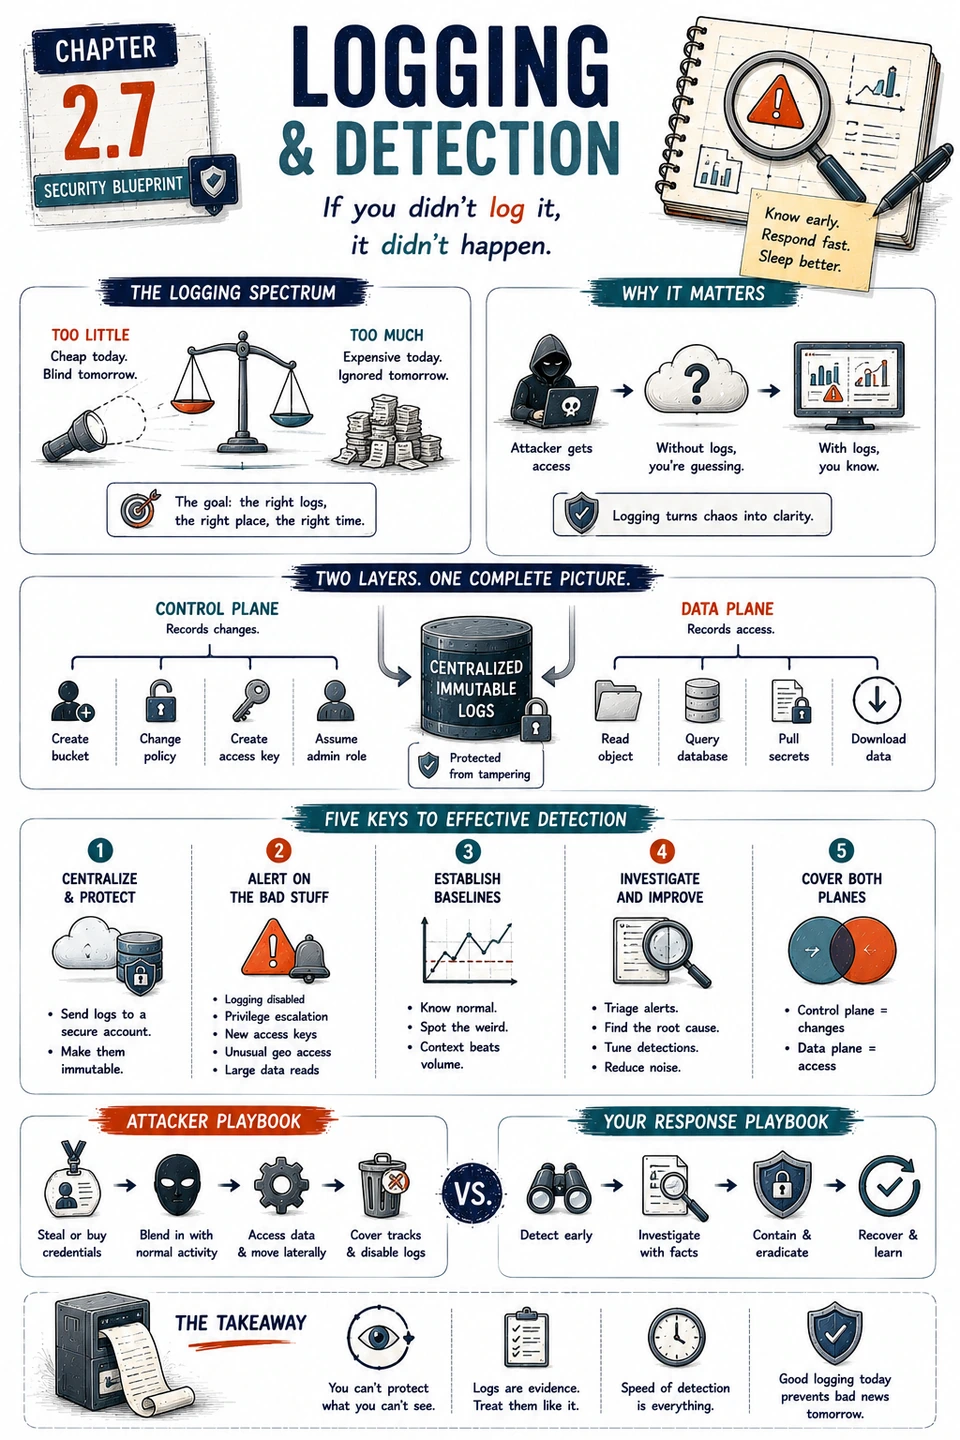 CHAPTER
2.7
SECURITY BLUEPRINT
LOGGING
& DETECTION
If you didn't log it,
it didn't happen.
Know early.
Respond fast.
Sleep better.
THE LOGGING SPECTRUM
TOO LITTLE
Cheap today.
Blind tomorrow.
TOO MUCH
Expensive today.
Ignored tomorrow.
The goal: the right logs,
the right place, the right time.
WHY IT MATTERS
?
Attacker gets
access
Without logs,
you're guessing.
With logs,
you know.
Logging turns chaos into clarity.
TWO LAYERS. ONE COMPLETE PICTURE.
CONTROL PLANE
Records changes.
Create
bucket
Change
policy
Create
access key
Assume
admin role
CENTRALIZED
IMMUTABLE
LOGS
Protected
from tampering
DATA PLANE
Records access.
Read
object
Query
database
Pull
secrets
Download
data
FIVE KEYS TO EFFECTIVE DETECTION
1
CENTRALIZE
& PROTECT
• Send logs to a
secure account.
• Make them
immutable.
2
ALERT ON
THE BAD STUFF
• Logging disabled
• Privilege escalation
• New access keys
• Unusual geo access
• Large data reads
3
ESTABLISH
BASELINES
• Know normal.
• Spot the weird.
• Context beats
volume.
4
INVESTIGATE
AND IMPROVE
• Triage alerts.
• Find the root cause.
• Tune detections.
• Reduce noise.
5
COVER BOTH
PLANES
• Control plane =
changes
• Data plane =
access
ATTACKER PLAYBOOK
Steal or buy
credentials
Blend in with
normal activity
Access data
& move laterally
Cover tracks
& disable logs
VS.
YOUR RESPONSE PLAYBOOK
Detect early
Investigate
with facts
Contain &
eradicate
Recover &
learn
THE TAKEAWAY
You can't protect
what you can't see.
Logs are evidence.
Treat them like it.
Speed of detection
is everything.
Good logging today
prevents bad news
tomorrow.